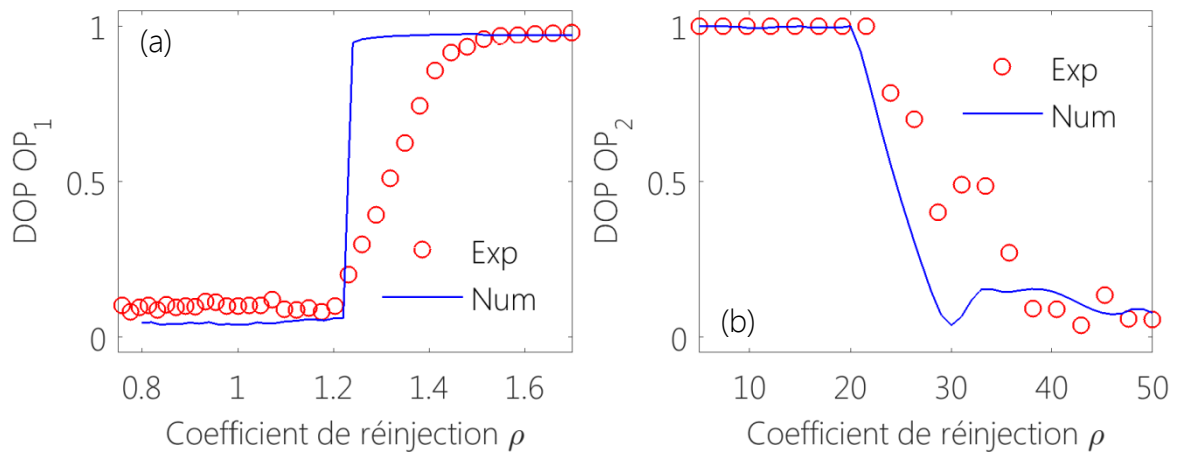 (a)
1
0.5
0
DOP OP₁
Exp
Num
0.8 1 1.2 1.4 1.6
Coefficient de réinjection ρ
1
0.5
0
DOP OP₂
Exp
Num
(b)
10 20 30 40 50
Coefficient de réinjection ρ